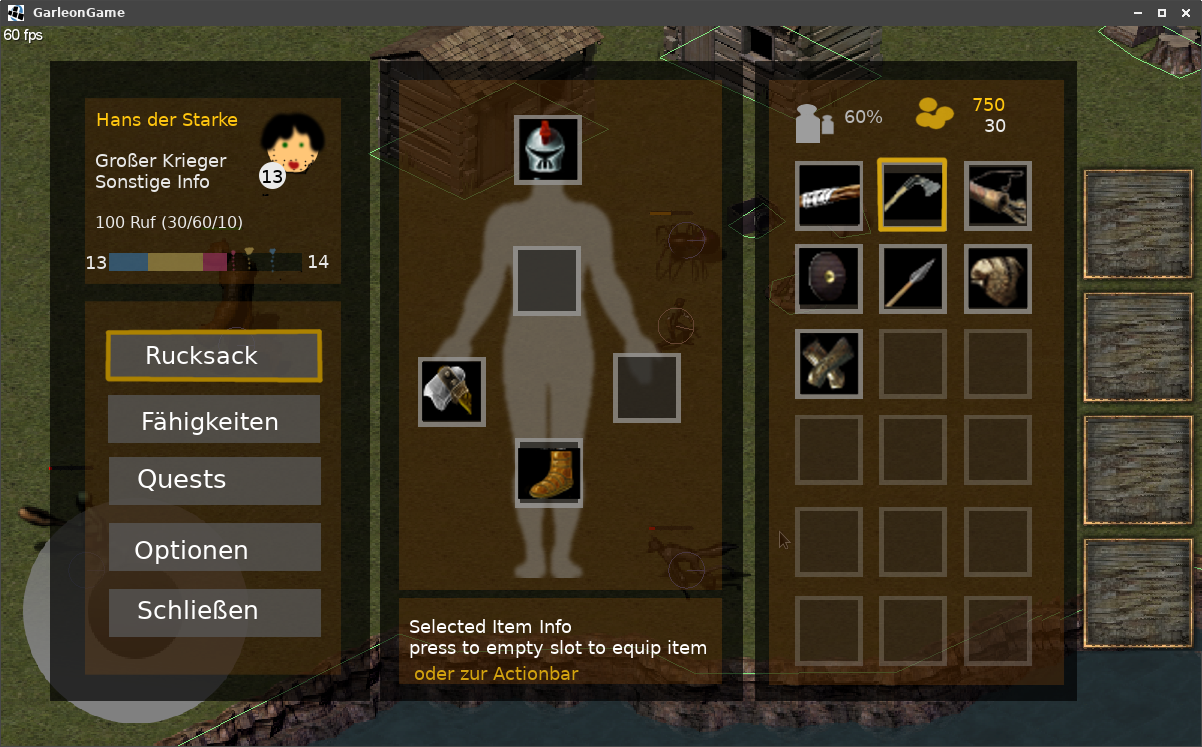 GarleonGame
60 fps
Hans der Starke
Großer Krieger
Sonstige Info
13
100 Ruf (30/60/10)
13
14
Rucksack
Fähigkeiten
Quests
Optionen
Schließen
Selected Item Info
press to empty slot to equip item
oder zur Actionbar
60%
750
30